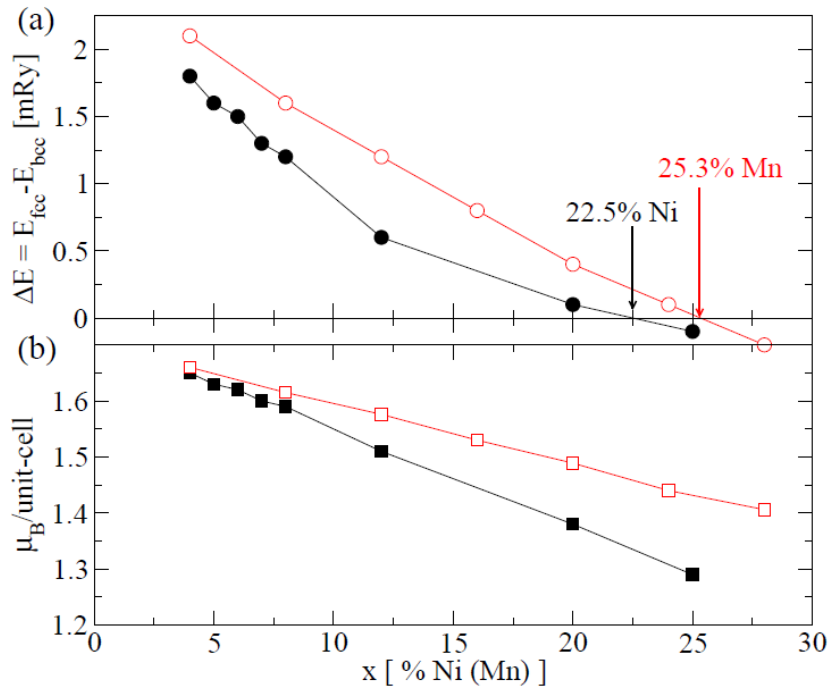 (a)
ΔE = E_fcc - E_bcc [mRy]
2
1.5
1
0.5
0
25.3% Mn
22.5% Ni
(b)
μ_B/unit-cell
1.6
1.5
1.4
1.3
1.2
0 5 10 15 20 25 30
x [ % Ni (Mn) ]